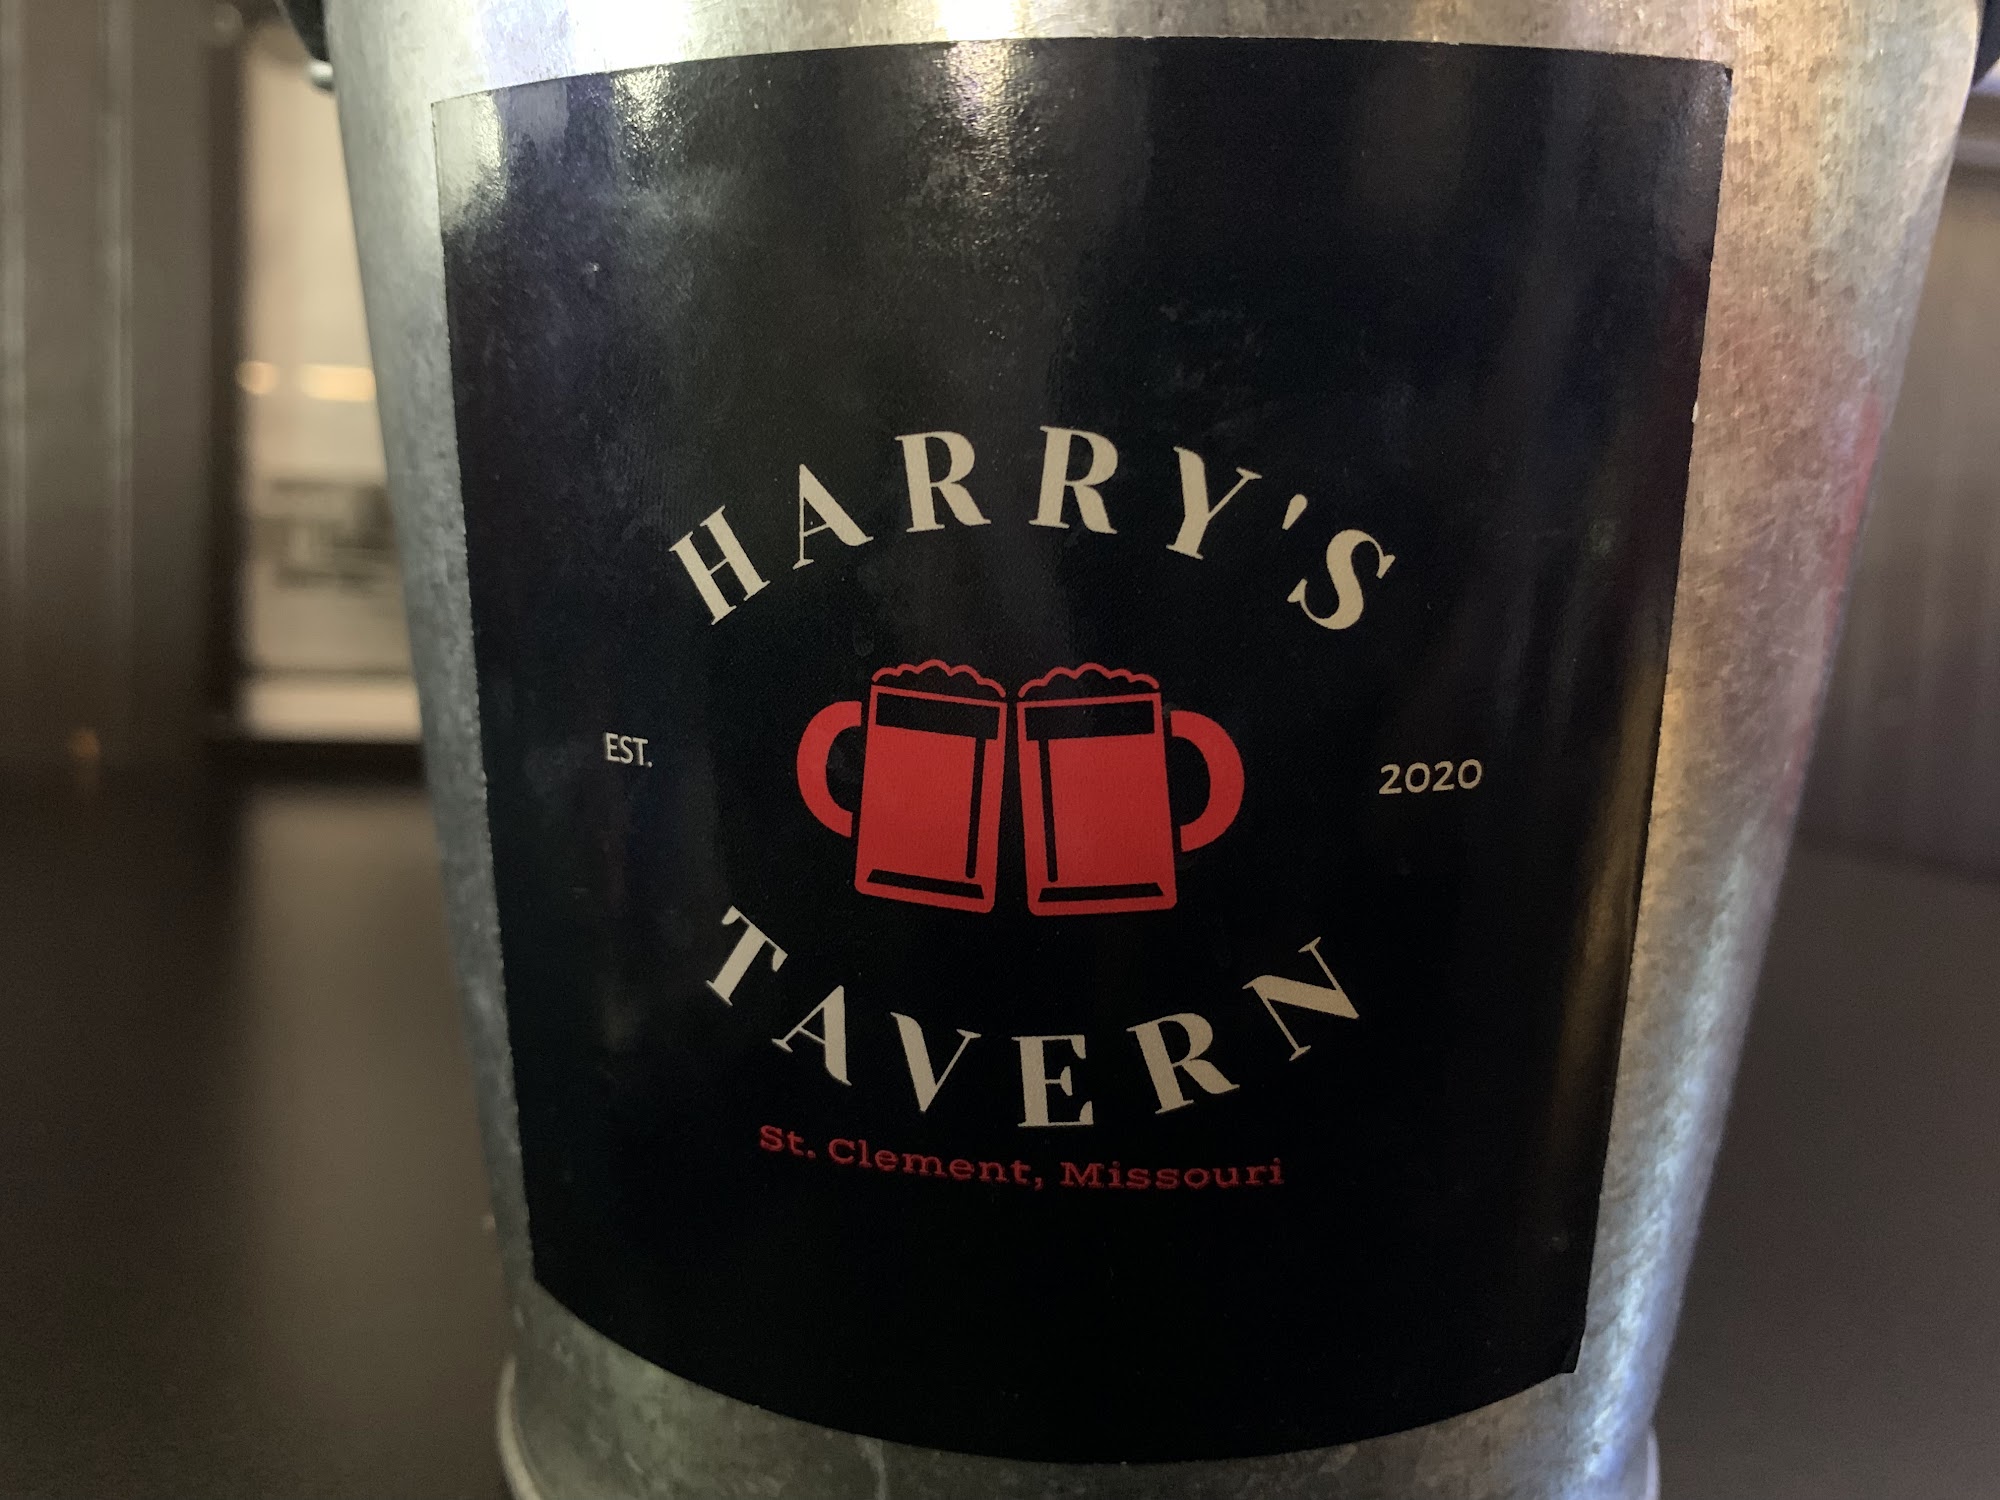 HARRY'S
EST. 2020
TAVERN
St. Clement, Missouri